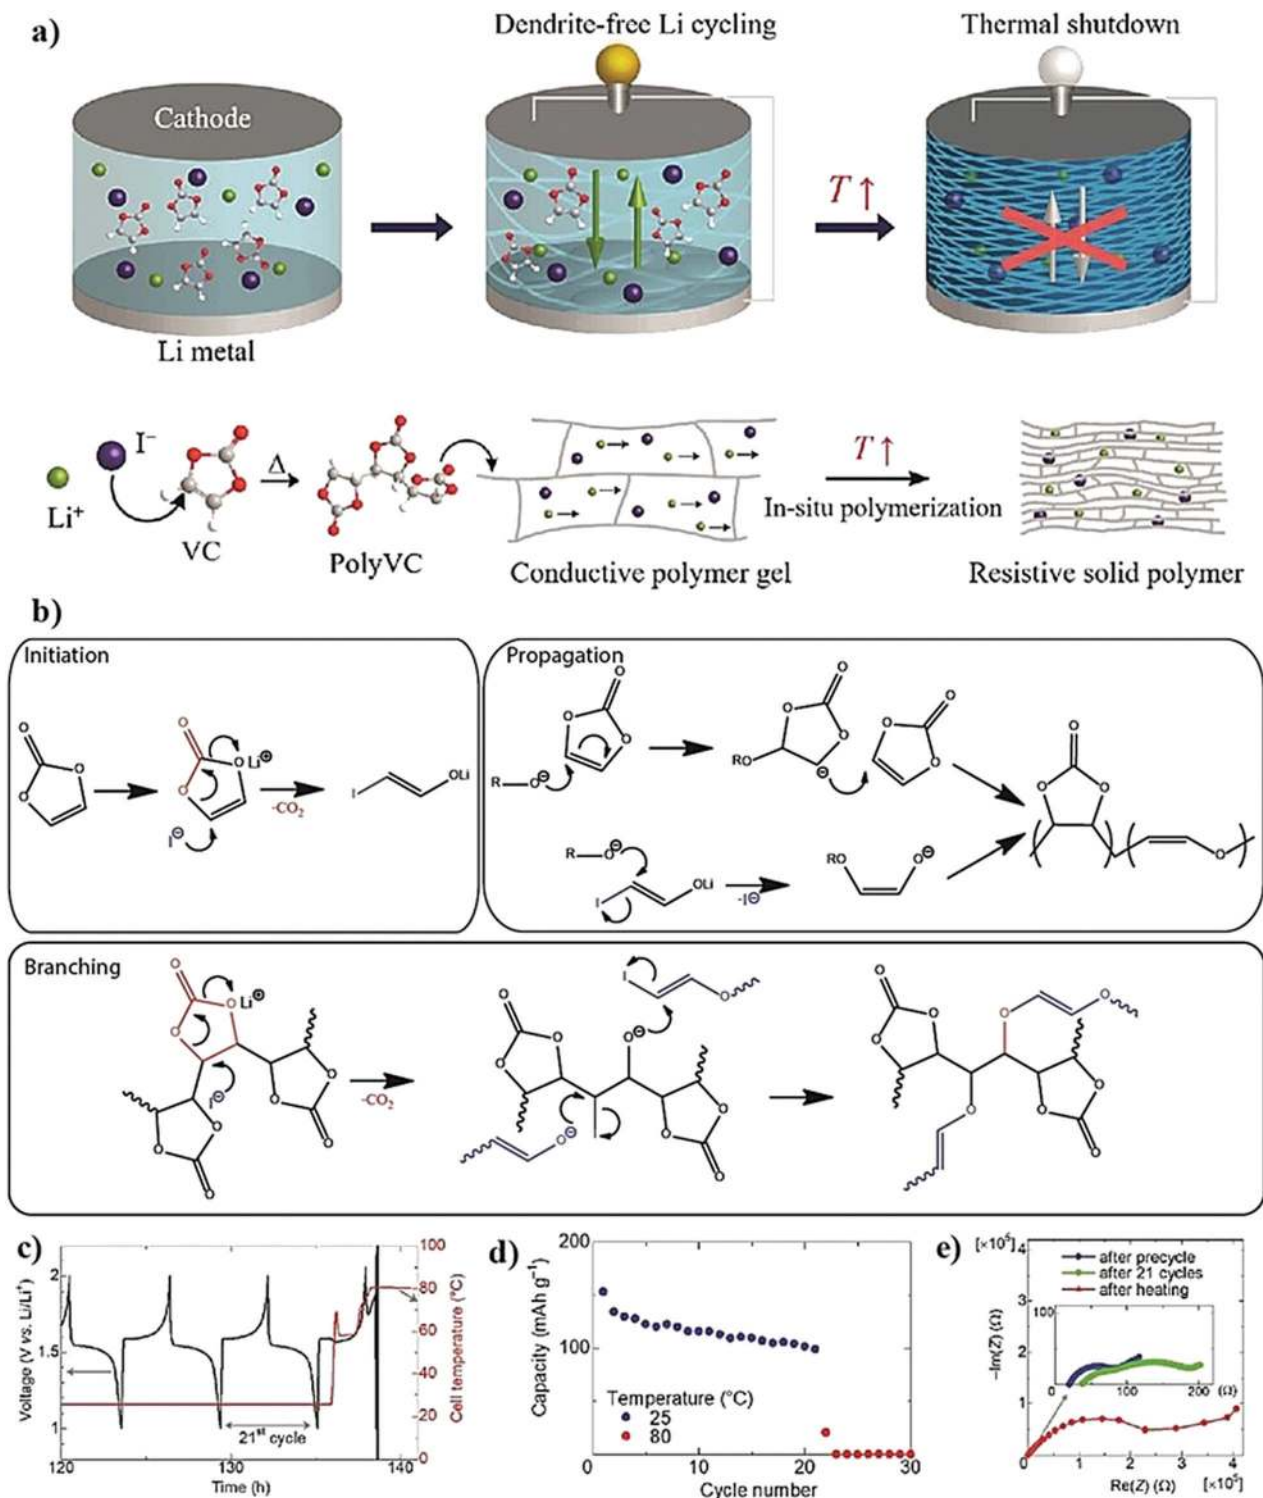 a)
Dendrite-free Li cycling
Thermal shutdown
Cathode
T ↑
Li metal
I⁻
Li⁺
VC
Δ
PolyVC
Conductive polymer gel
T ↑
In-situ polymerization
Resistive solid polymer
b)
Initiation
O
O
O
O
O
O
Li⊕
I⊖
-CO₂
I
OLi
Propagation
O
O
O
R
O⊖
O
O
O
RO
⊖
O
O
O
R
O⊖
I
OLi
-I⊖
RO
O⊖
O
O
O
O
Branching
O
O
O
Li⊕
I⊖
O
O
O
O
O
O
-CO₂
O
O
O
O⊖
I
O
O⊖
I
O
O
O
O
O
O
O
O
O
O
O
O
c)
Voltage (V vs. Li/Li⁺)
2
1.5
1
120
130
140
Time (h)
21ˢᵗ cycle
100
80
60
40
20
0
Cell temperature (°C)
d)
Capacity (mAh g⁻¹)
200
100
0
0
10
20
30
Cycle number
Temperature (°C)
25
80
e)
[×10⁵]
4
3
2
1
0
-Im(Z) (Ω)
after precycle
after 21 cycles
after heating
100
0
100
200
(Ω)
0
1
2
3
4
Re(Z) (Ω)
[×10⁵]